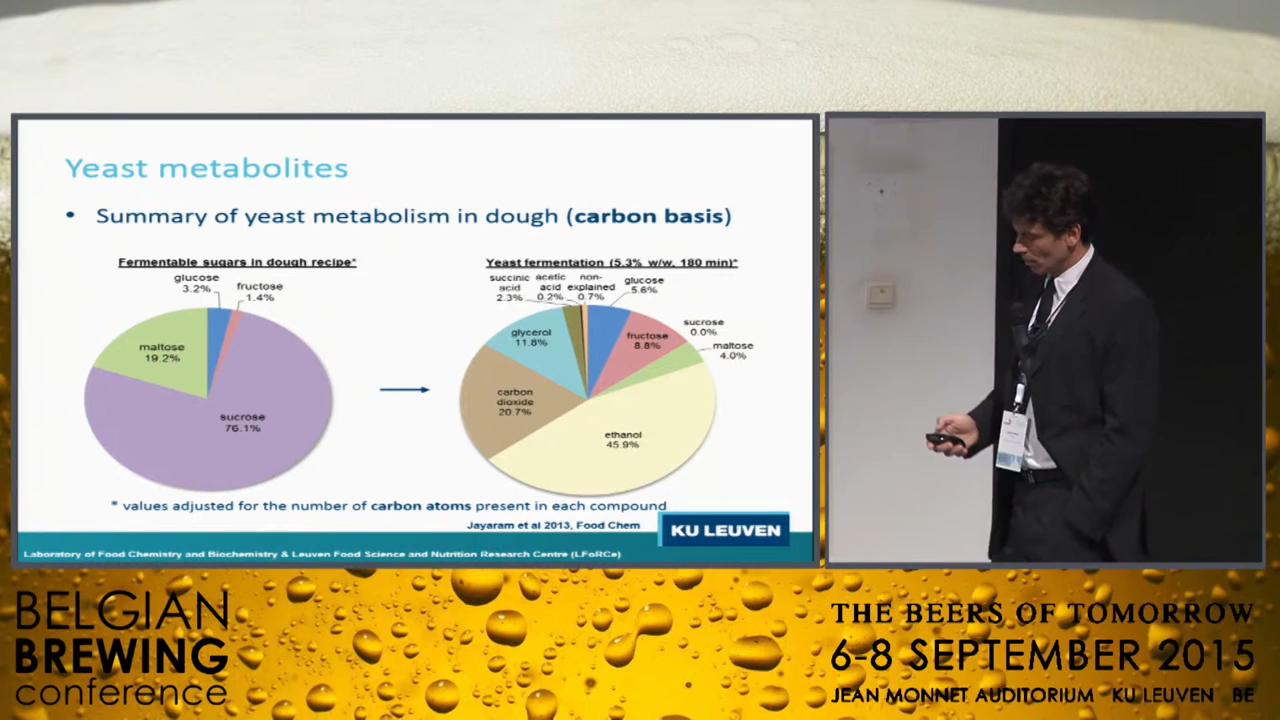 Yeast metabolites
• Summary of yeast metabolism in dough (carbon basis)
Fermentable sugars in dough recipe*
glucose
3.2%
fructose
1.4%
maltose
19.2%
sucrose
76.1%
Yeast fermentation (5.3% w/w, 180 min)*
succinic
acid
2.3%
acetic
acid
0.2%
non-
explained
0.7%
glucose
5.6%
fructose
8.8%
sucrose
0.0%
maltose
4.0%
glycerol
11.8%
carbon
dioxide
20.7%
ethanol
45.9%
* values adjusted for the number of carbon atoms present in each compound
Jayaram et al 2013, Food Chem
KU LEUVEN
Laboratory of Food Chemistry and Biochemistry & Leuven Food Science and Nutrition Research Centre (LFoRCe)
BELGIAN
BREWING
conference
THE BEERS OF TOMORROW
6-8 SEPTEMBER 2015
JEAN MONNET AUDITORIUM KU LEUVEN BE